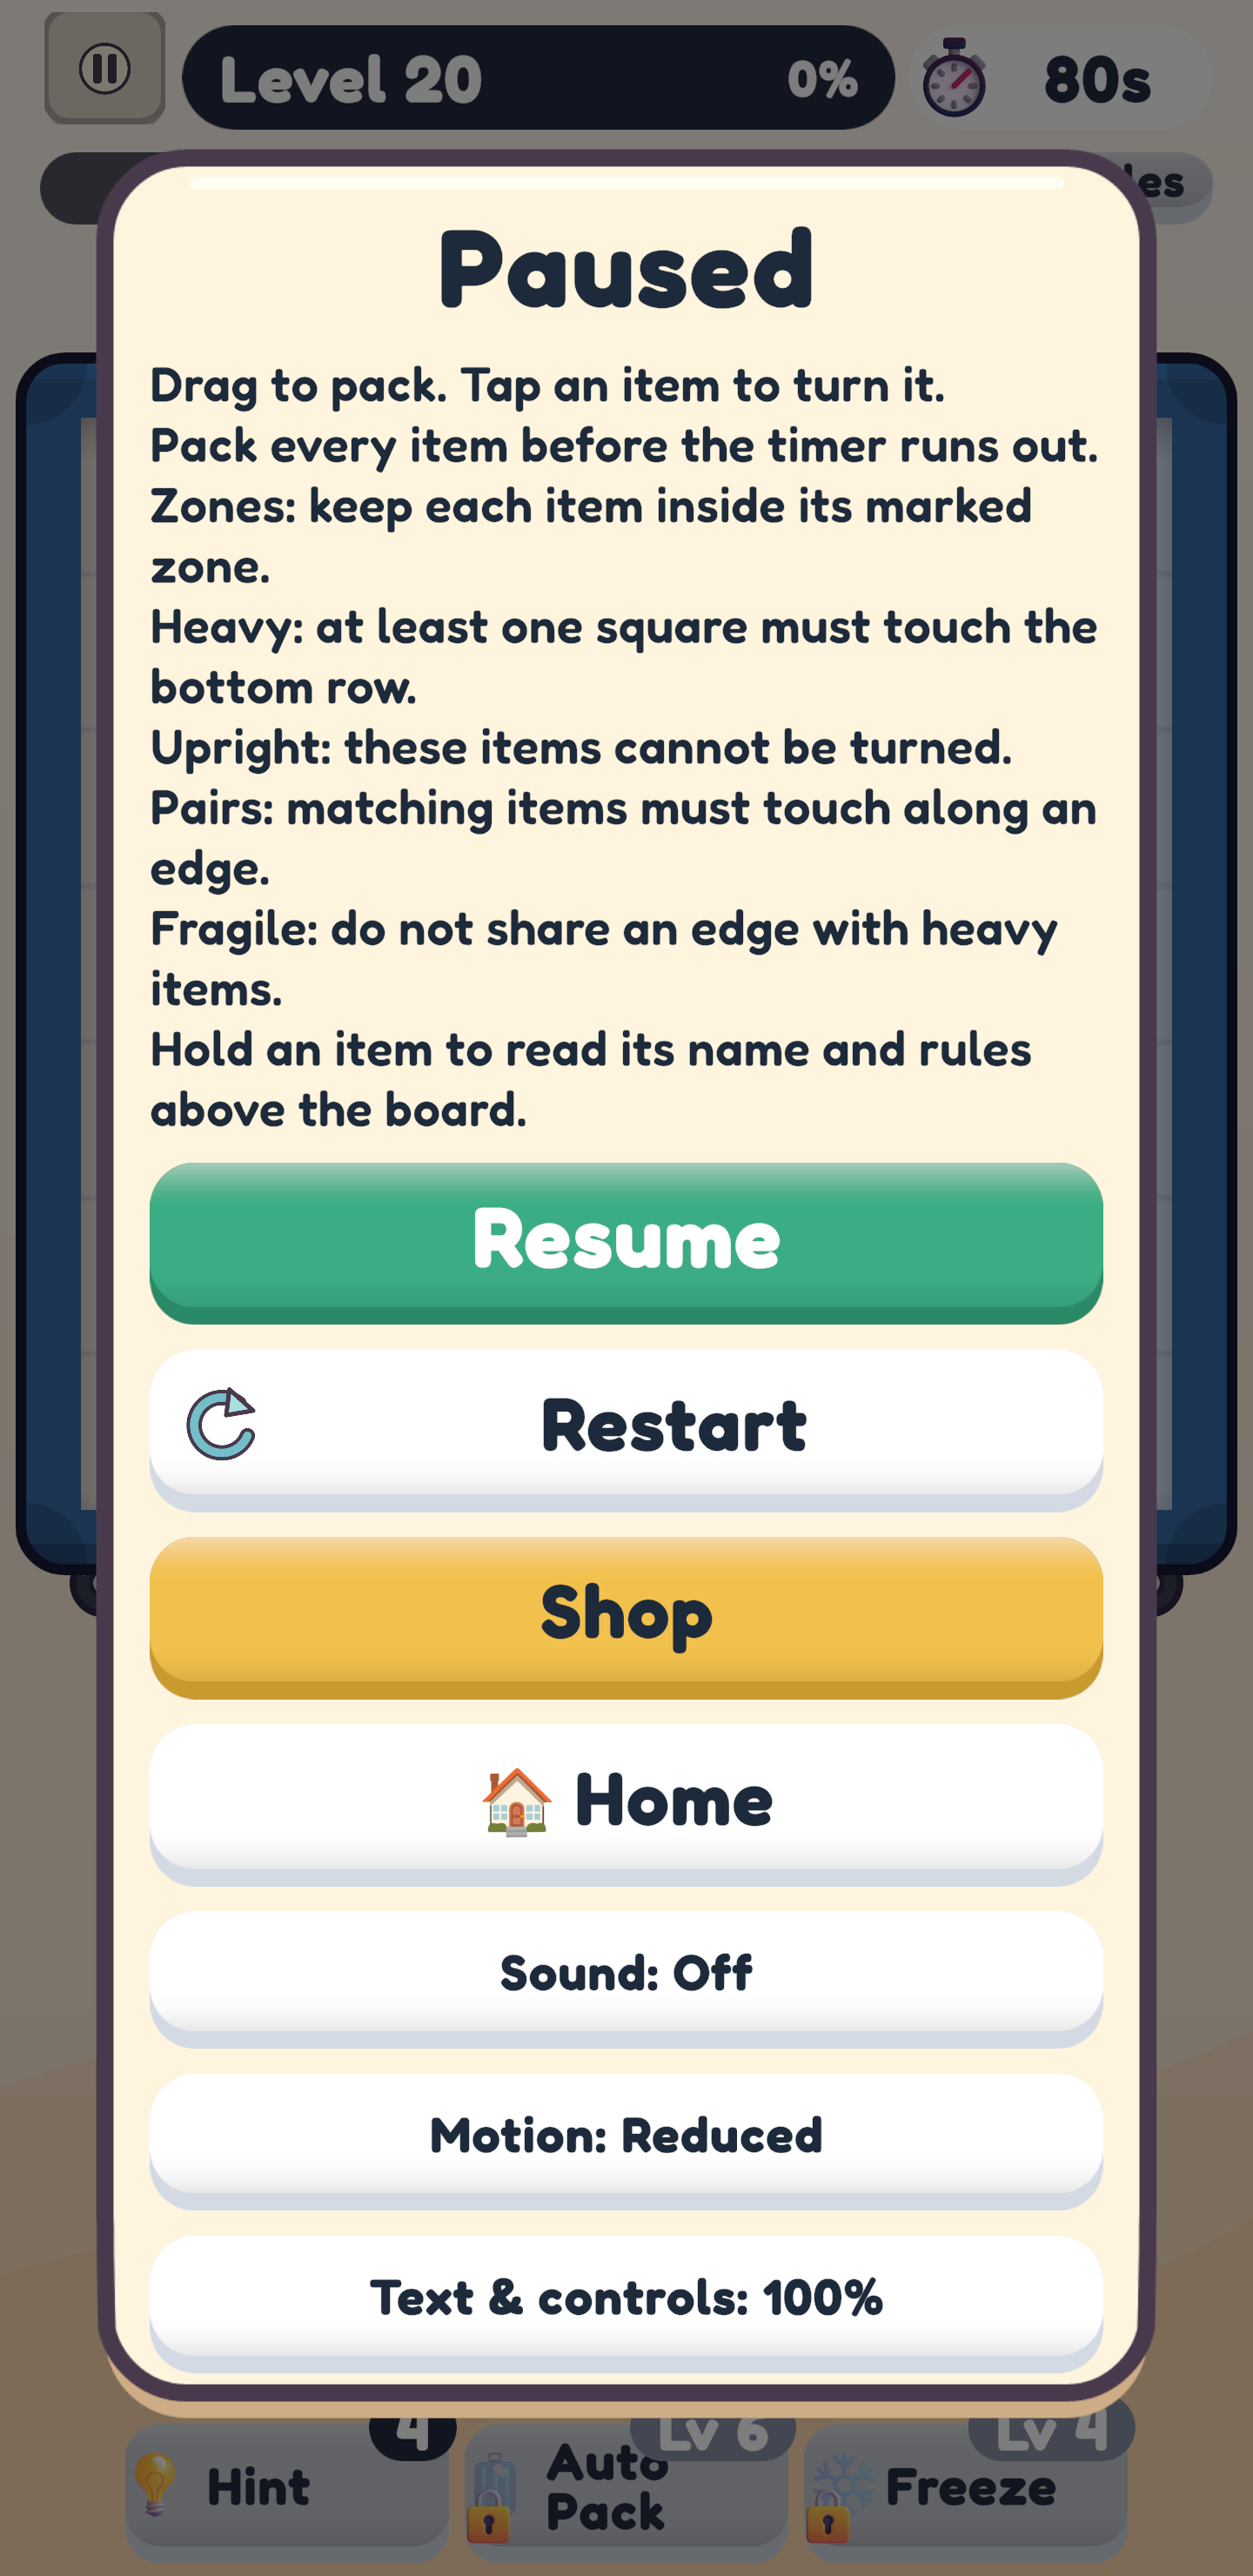 Level 20
0%
80s
Paused
Drag to pack. Tap an item to turn it.
Pack every item before the timer runs out.
Zones: keep each item inside its marked
zone.
Heavy: at least one square must touch the
bottom row.
Upright: these items cannot be turned.
Pairs: matching items must touch along an
edge.
Fragile: do not share an edge with heavy
items.
Hold an item to read its name and rules
above the board.
Resume
Restart
Shop
Home
Sound: Off
Motion: Reduced
Text & controls: 100%
4
Lv 6
Lv 4
Hint
Auto
Pack
Freeze